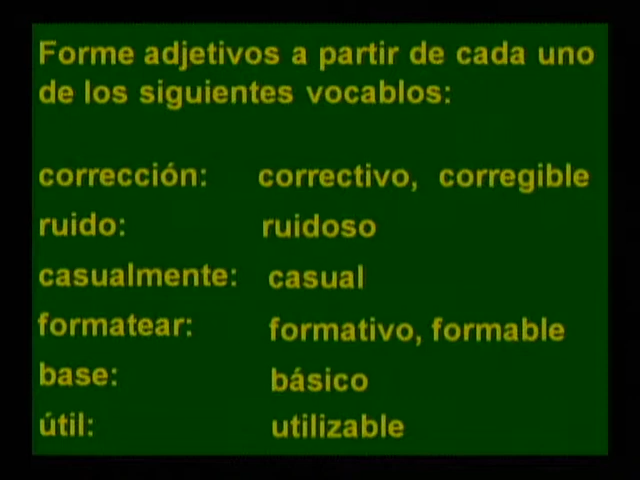 Forme adjetivos a partir de cada uno
de los siguientes vocablos:
corrección: correctivo, corregible
ruido: ruidoso
casualmente: casual
formatear: formativo, formable
base: básico
útil: utilizable